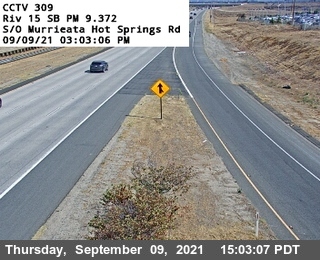 CCTV 309
Riv 15 SB PM 9.372
S/O Murrieata Hot Springs Rd
09/09/21 03:03:06 PM
Thursday, September 09, 2021 15:03:07 PDT